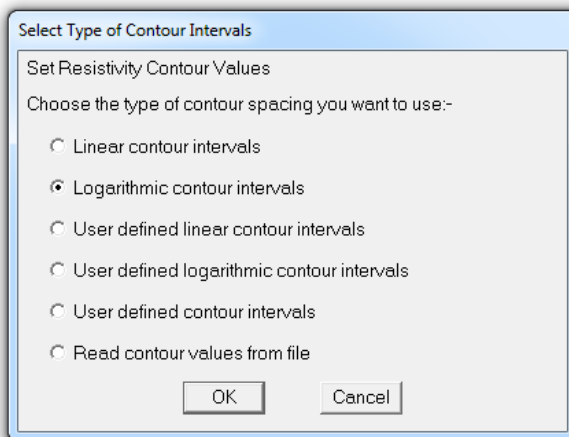 Select Type of Contour Intervals
Set Resistivity Contour Values
Choose the type of contour spacing you want to use:-
Linear contour intervals
Logarithmic contour intervals
User defined linear contour intervals
User defined logarithmic contour intervals
User defined contour intervals
Read contour values from file
OK Cancel